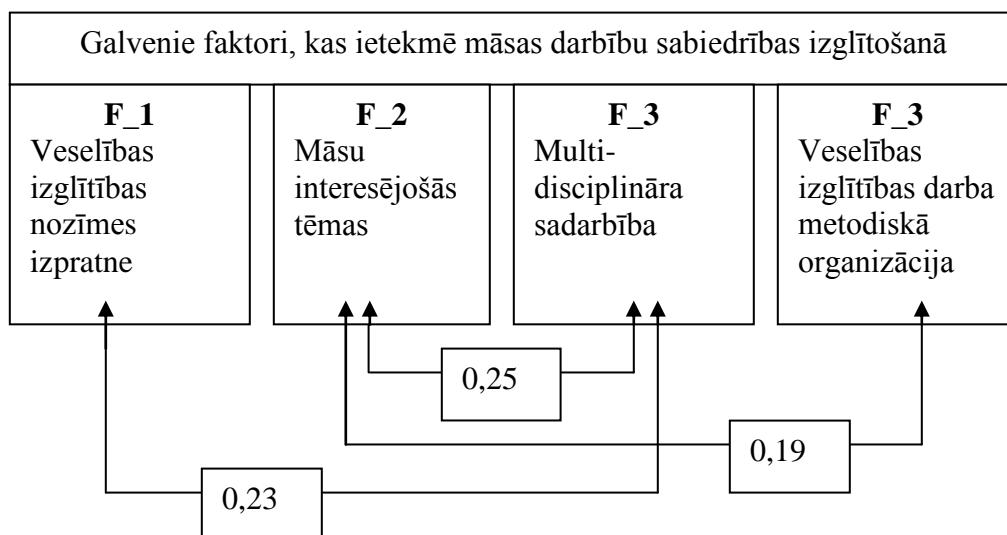 Galvenie faktori, kas ietekmē māsas darbību sabiedrības izglītošanā
F_1
Veselības
izglītības
nozīmes
izpratne
F_2
Māsu
interesējošās
tēmas
F_3
Multi-
disciplināra
sadarbība
F_3
Veselības
izglītības darba
metodiskā
organizācija
0,25
0,19
0,23